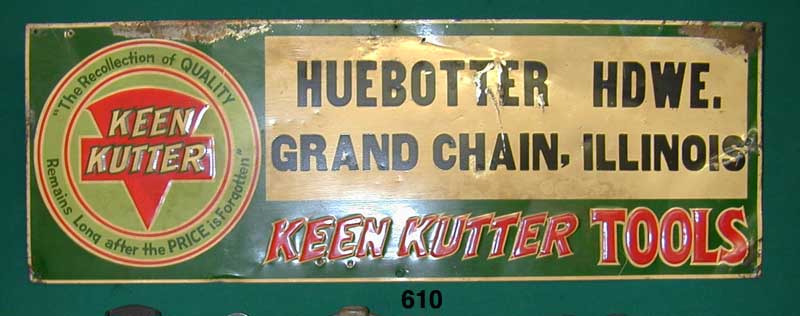 "The Recollection of QUALITY
Remains Long after the PRICE is Forgotten"
KEEN
KUTTER
HUEBOTTER HDWE.
GRAND CHAIN, ILLINOIS
KEEN KUTTER TOOLS
610